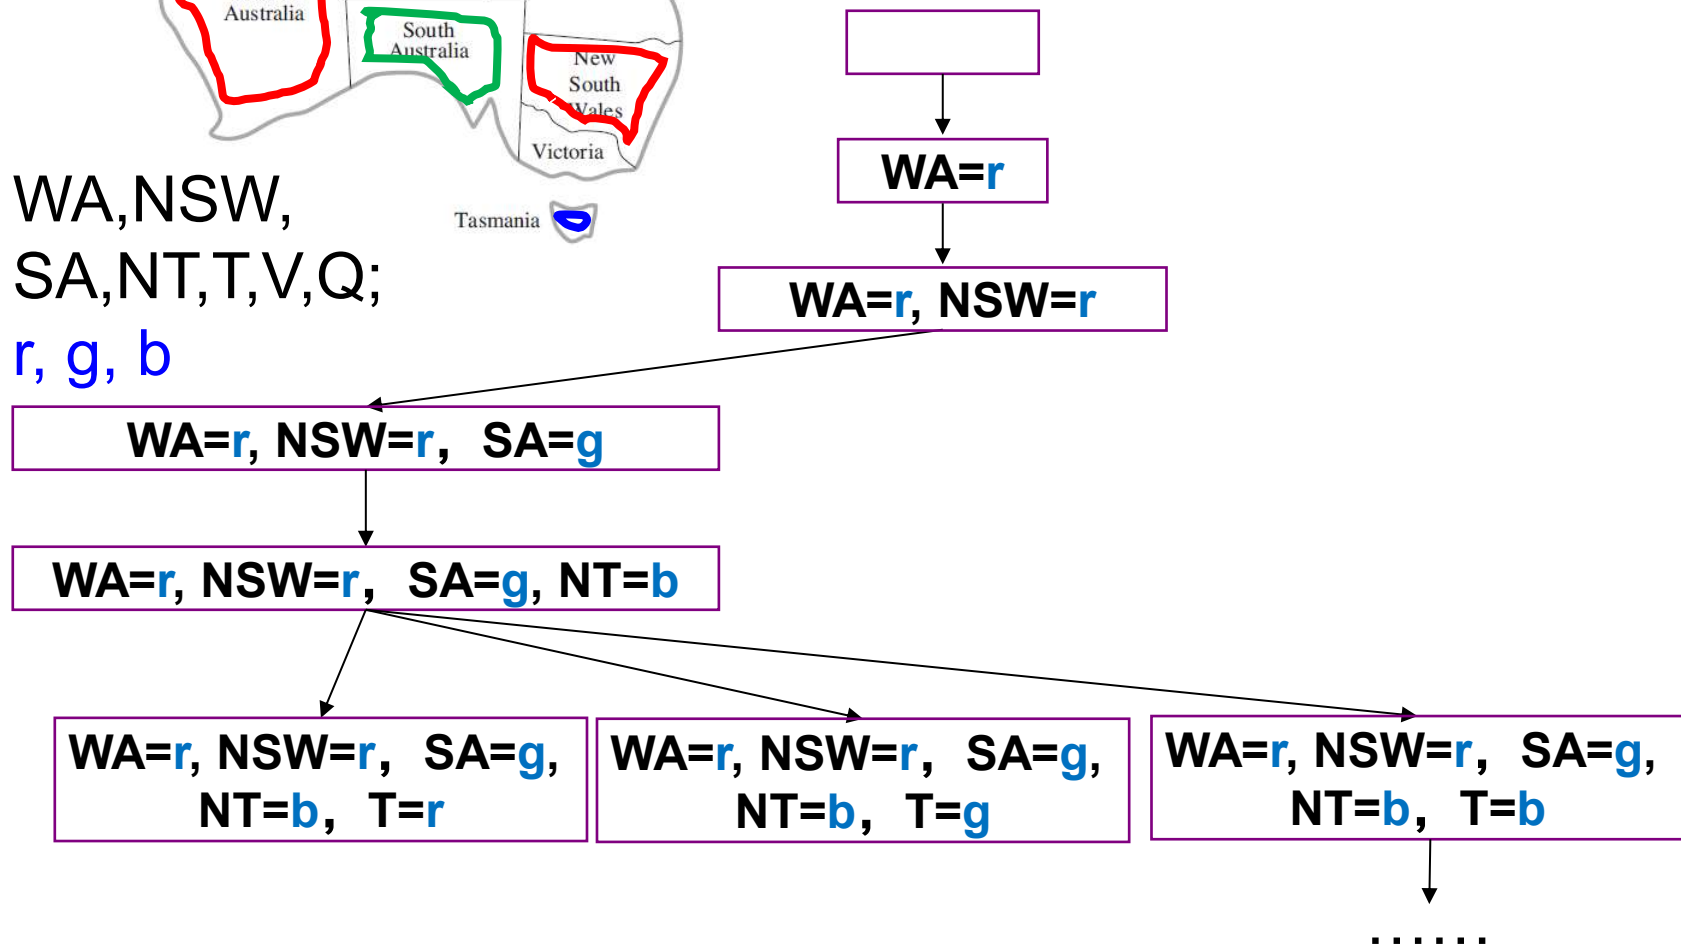 Australia
South
Australia
New
South
Wales
Victoria
Tasmania
WA,NSW,
SA,NT,T,V,Q;
r, g, b
WA=r
WA=r, NSW=r
WA=r, NSW=r, SA=g
WA=r, NSW=r, SA=g, NT=b
WA=r, NSW=r, SA=g,
NT=b, T=r
WA=r, NSW=r, SA=g,
NT=b, T=g
WA=r, NSW=r, SA=g,
NT=b, T=b
......